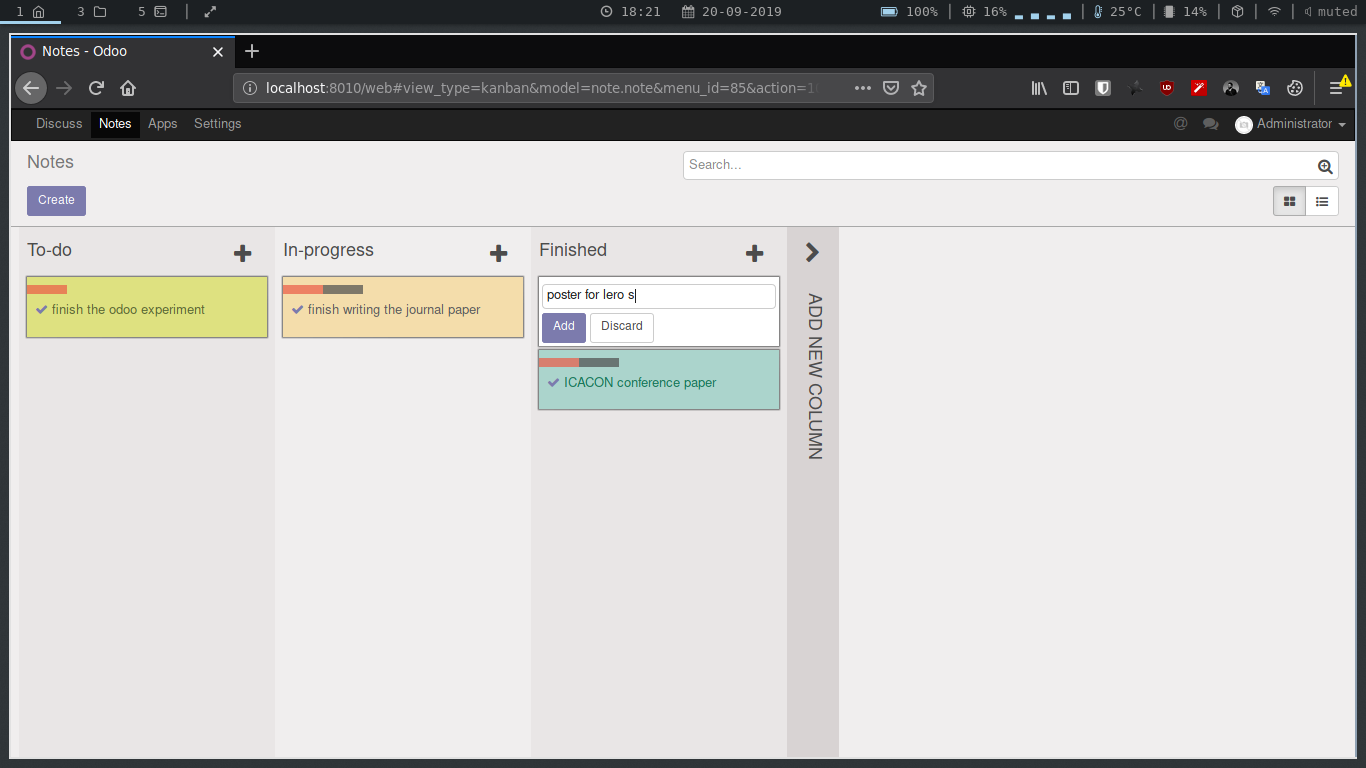 1 3 5 18:21 20-09-2019 100% 16% 25°C 14% muted
Notes - Odoo
localhost:8010/web#view_type=kanban&model=note.note&menu_id=85&action=1
Discuss Notes Apps Settings @ Administrator
Notes
Search...
Create
To-do
In-progress
Finished
finish the odoo experiment
finish writing the journal paper
poster for lero s
Add Discard
ICACON conference paper
ADD NEW COLUMN